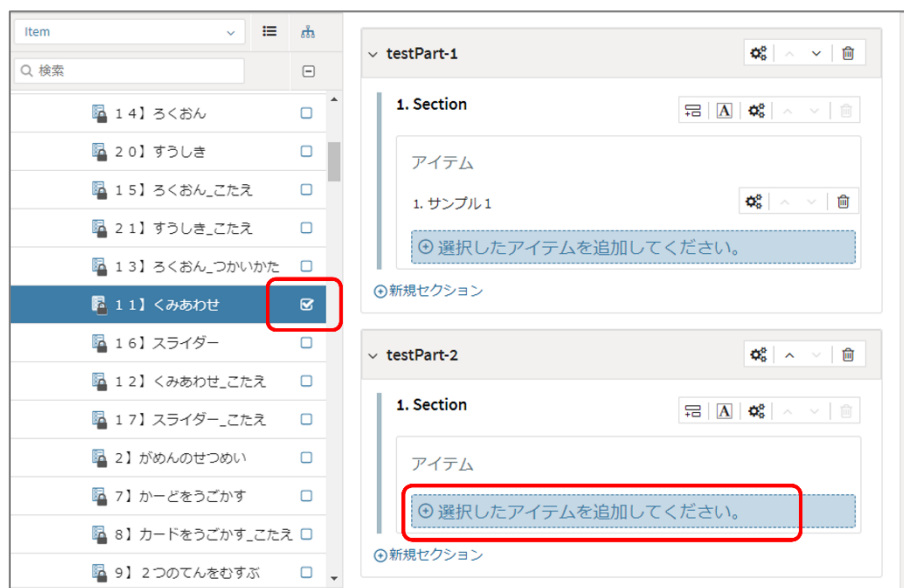 Item
検索
１４】ろくおん
２０】すうしき
１５】ろくおん_こたえ
２１】すうしき_こたえ
１３】ろくおん_つかいかた
１１】くみあわせ
１６】スライダー
１２】くみあわせ_こたえ
１７】スライダー_こたえ
２】がめんのせつめい
７】かーどをうごかす
８】カードをうごかす_こたえ
９】２つのてんをむすぶ
testPart-1
1. Section
A
アイテム
1. サンプル１
選択したアイテムを追加してください。
新規セクション
testPart-2
1. Section
A
アイテム
選択したアイテムを追加してください。
新規セクション